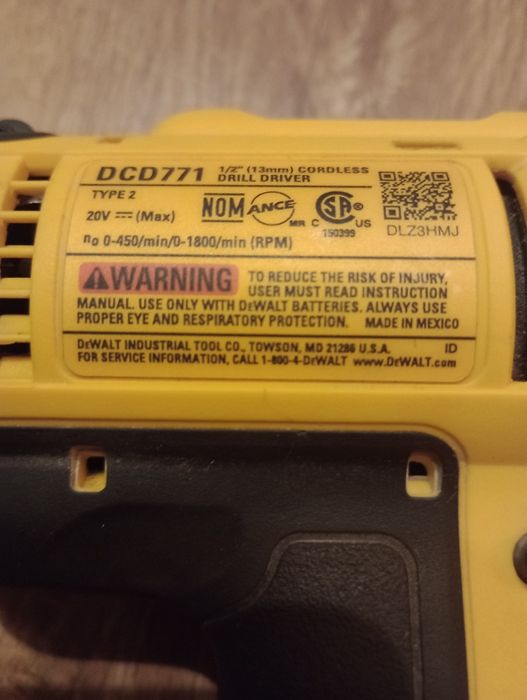 DCD771 1/2" (13mm) CORDLESS
DRILL DRIVER
TYPE 2
20V ⎓ (Max)
NOM ANCE MR
C SA US
150399
DLZ3HMJ
no 0-450/min/0-1800/min (RPM)
WARNING TO REDUCE THE RISK OF INJURY,
USER MUST READ INSTRUCTION
MANUAL. USE ONLY WITH DEWALT BATTERIES. ALWAYS USE
PROPER EYE AND RESPIRATORY PROTECTION. MADE IN MEXICO
DEWALT INDUSTRIAL TOOL CO., TOWSON, MD 21286 U.S.A. ID
FOR SERVICE INFORMATION, CALL 1-800-4-DEWALT www.DEWALT.com